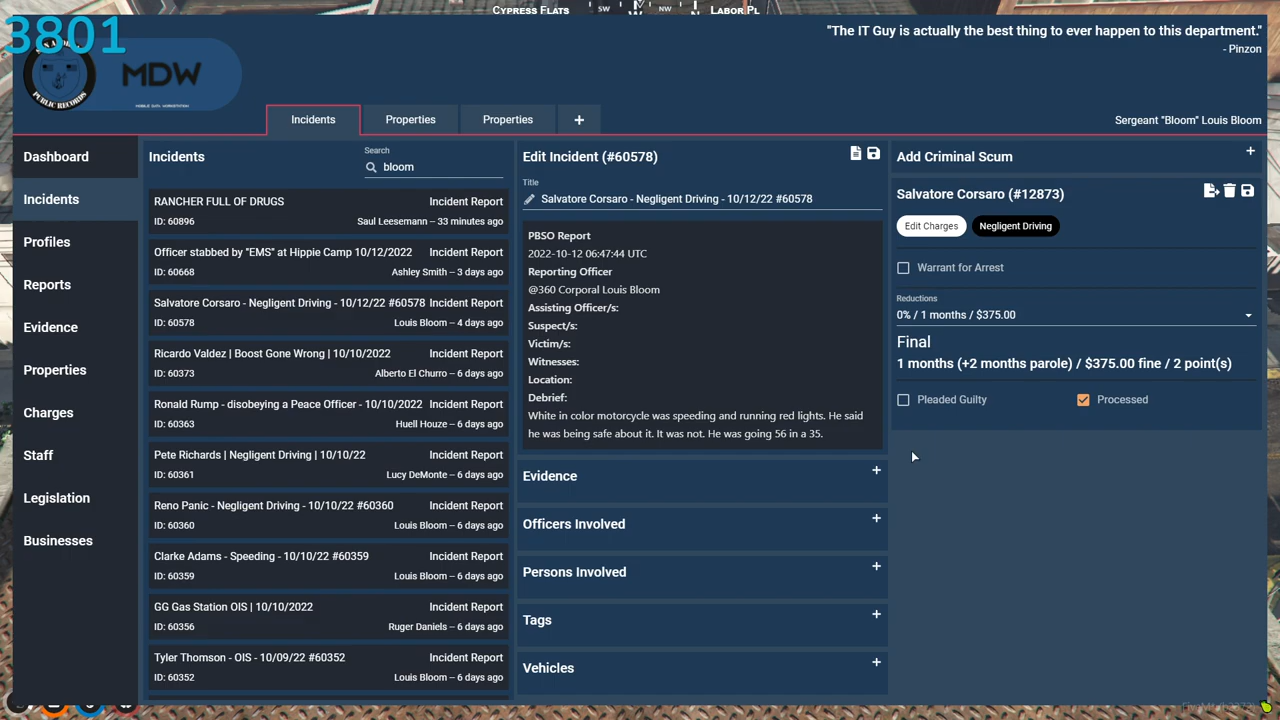 CYPRESS FLATS
SW
W
NW
LABOR PL
3801
"The IT Guy is actually the best thing to ever happen to this department."
- Pinzon
PUBLIC RECORDS
MDW
MOBILE DATA WORKSTATION
Incidents
Properties
Properties
+
Sergeant "Bloom" Louis Bloom
Dashboard
Incidents
Profiles
Reports
Evidence
Properties
Charges
Staff
Legislation
Businesses
Incidents
Search
bloom
RANCHER FULL OF DRUGS Incident Report
ID: 60896 Saul Leesemann – 33 minutes ago
Officer stabbed by "EMS" at Hippie Camp 10/12/2022 Incident Report
ID: 60668 Ashley Smith – 3 days ago
Salvatore Corsaro - Negligent Driving - 10/12/22 #60578 Incident Report
ID: 60578 Louis Bloom – 4 days ago
Ricardo Valdez | Boost Gone Wrong | 10/10/2022 Incident Report
ID: 60373 Alberto El Churro – 6 days ago
Ronald Rump - disobeying a Peace Officer - 10/10/2022 Incident Report
ID: 60363 Huell Houze – 6 days ago
Pete Richards | Negligent Driving | 10/10/22 Incident Report
ID: 60361 Lucy DeMonte – 6 days ago
Reno Panic - Negligent Driving - 10/10/22 #60360 Incident Report
ID: 60360 Louis Bloom – 6 days ago
Clarke Adams - Speeding - 10/10/22 #60359 Incident Report
ID: 60359 Louis Bloom – 6 days ago
GG Gas Station OIS | 10/10/2022 Incident Report
ID: 60356 Ruger Daniels – 6 days ago
Tyler Thomson - OIS - 10/09/22 #60352 Incident Report
ID: 60352 Louis Bloom – 6 days ago
Edit Incident (#60578)
Title
Salvatore Corsaro - Negligent Driving - 10/12/22 #60578
PBSO Report
2022-10-12 06:47:44 UTC
Reporting Officer
@360 Corporal Louis Bloom
Assisting Officer/s:
Suspect/s:
Victim/s:
Witnesses:
Location:
Debrief:
White in color motorcycle was speeding and running red lights. He said
he was being safe about it. It was not. He was going 56 in a 35.
Evidence +
Officers Involved +
Persons Involved +
Tags +
Vehicles +
Add Criminal Scum +
Salvatore Corsaro (#12873)
Edit Charges Negligent Driving
Warrant for Arrest
Reductions
0% / 1 months / $375.00
Final
1 months (+2 months parole) / $375.00 fine / 2 point(s)
Pleaded Guilty Processed